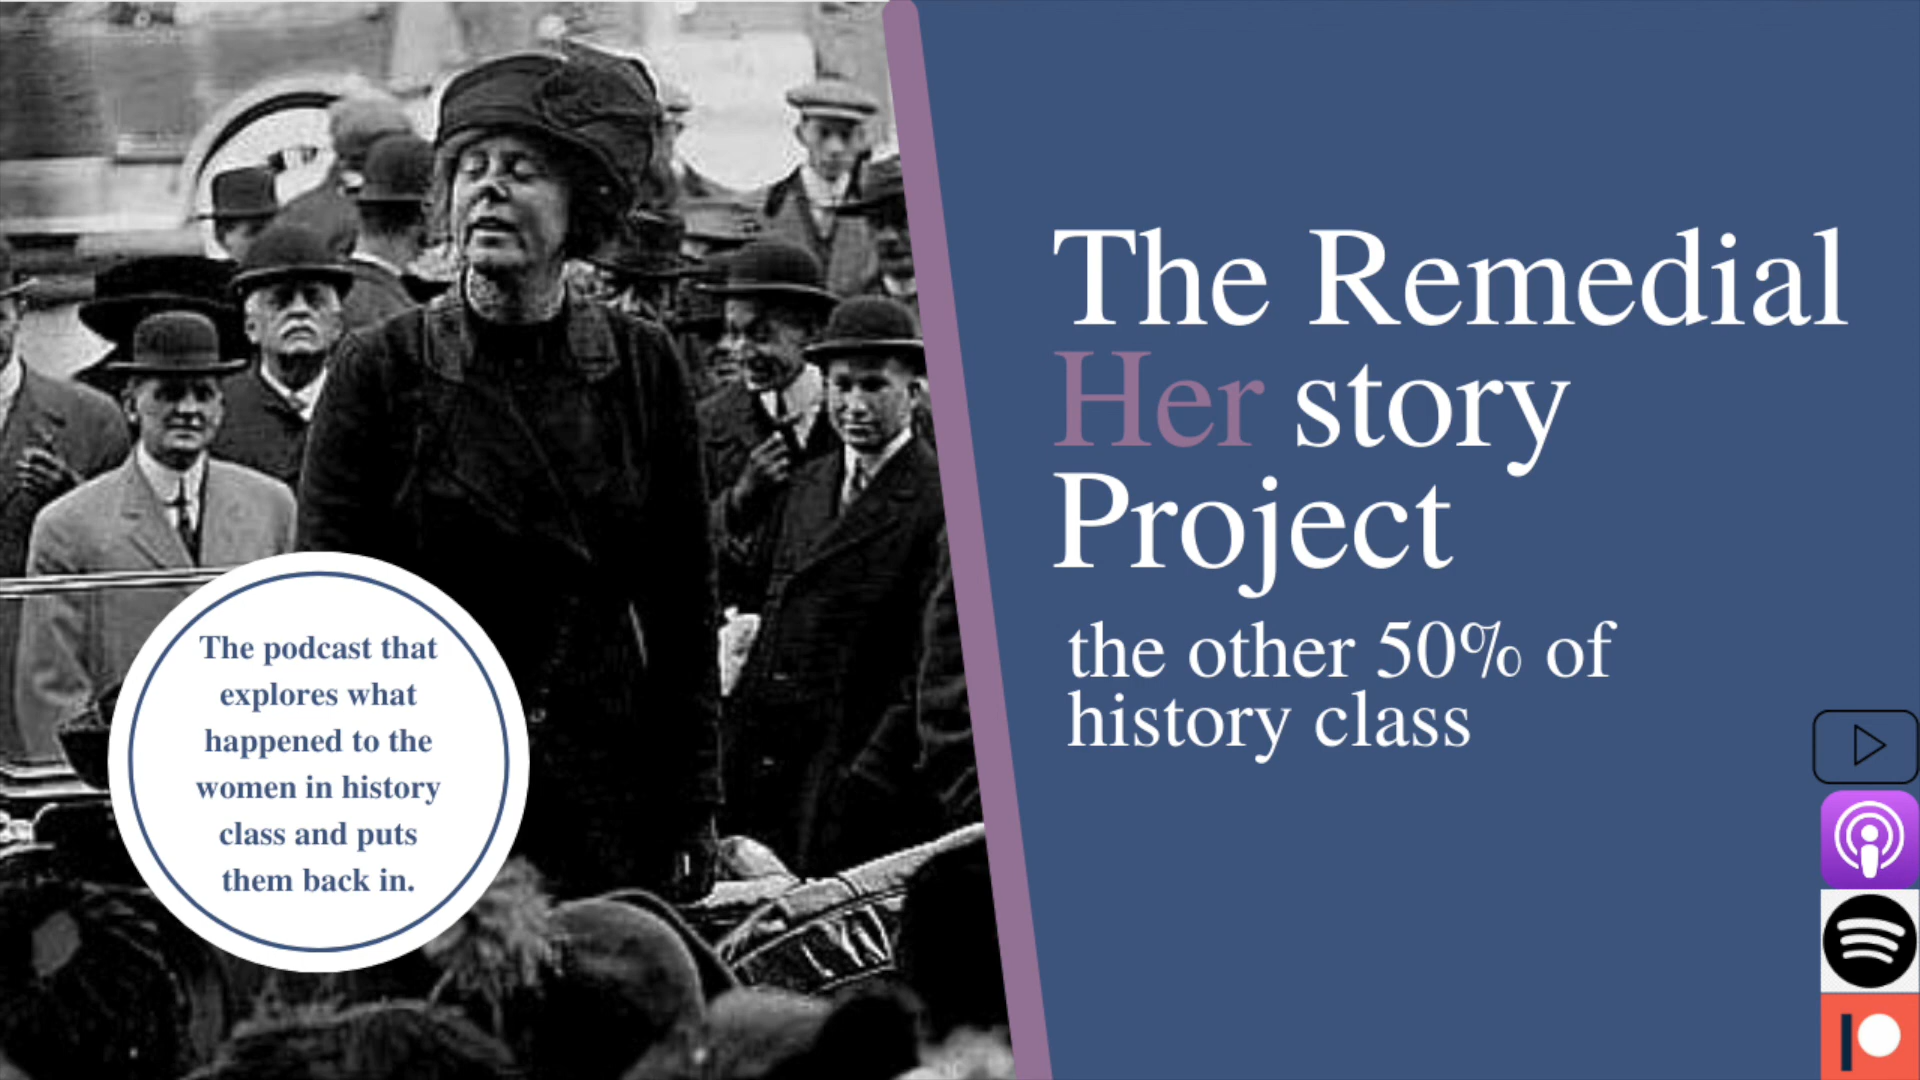 The Remedial
Her story
Project
the other 50% of
history class
The podcast that
explores what
happened to the
women in history
class and puts
them back in.